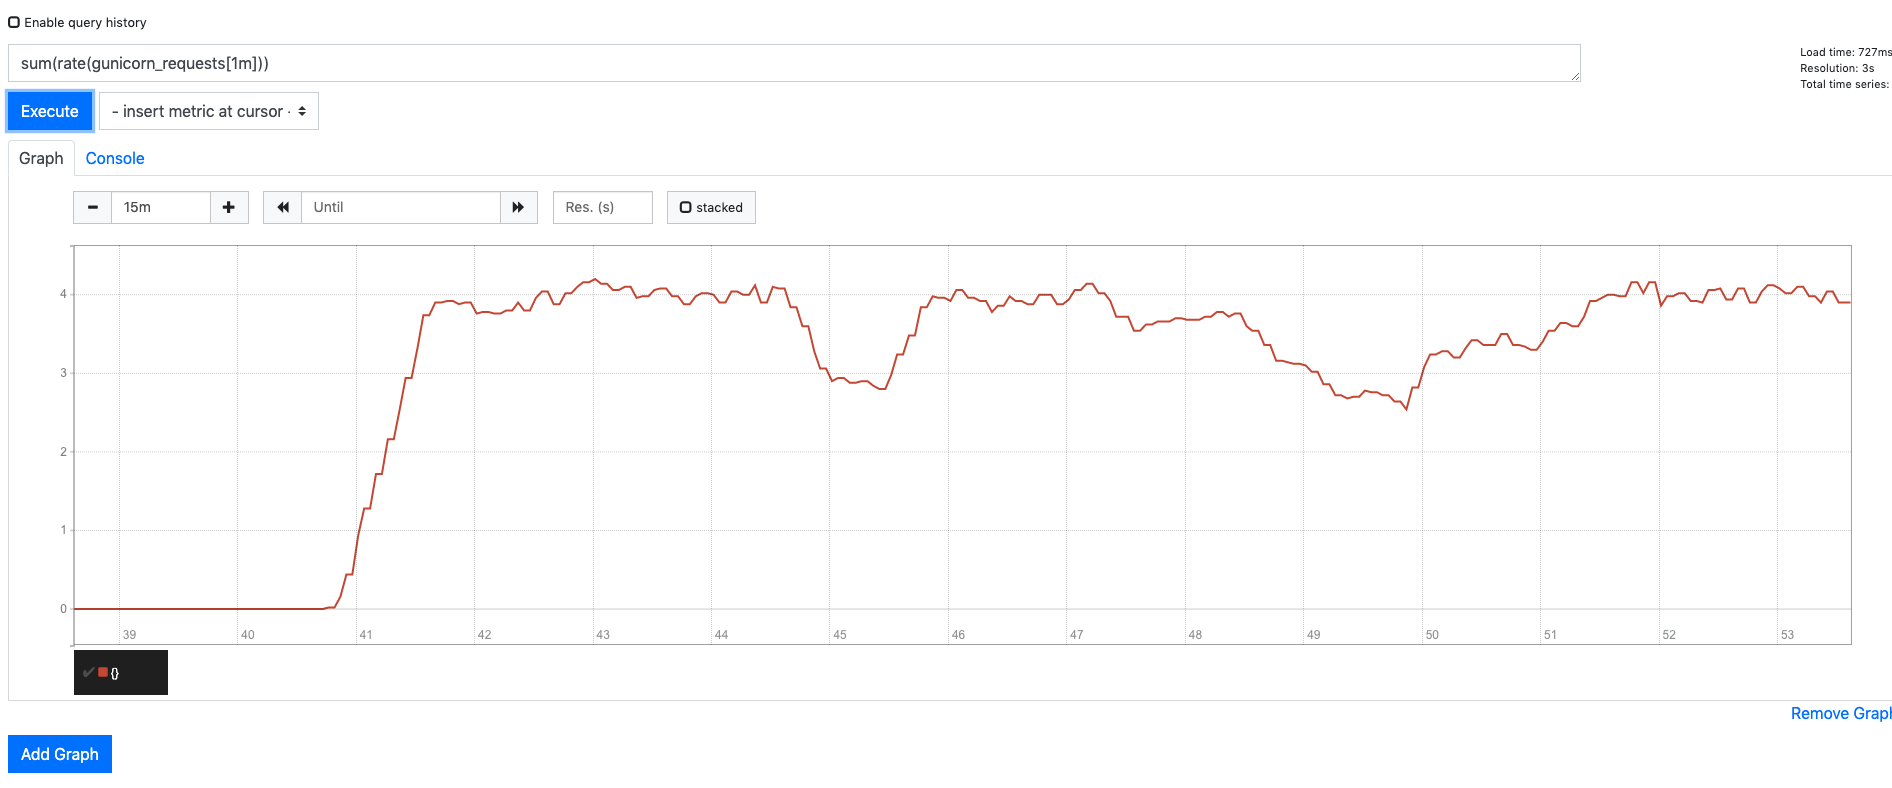 Enable query history
sum(rate(gunicorn_requests[1m]))
Load time: 727ms
Resolution: 3s
Total time series:
Execute
- insert metric at cursor -
Graph
Console
15m
Until
Res. (s)
stacked
4
3
2
1
0
39 40 41 42 43 44 45 46 47 48 49 50 51 52 53
✔ {}
Remove Graph
Add Graph